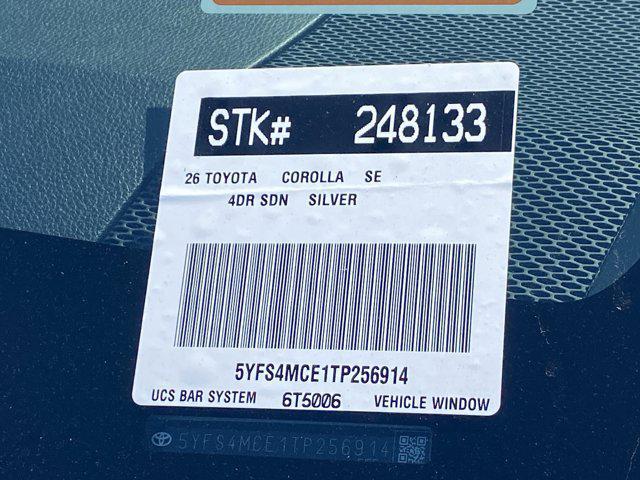 STK# 248133
26 TOYOTA COROLLA SE
4DR SDN SILVER
5YFS4MCE1TP256914
UCS BAR SYSTEM 6T5006 VEHICLE WINDOW
5YFS4MCE1TP256914